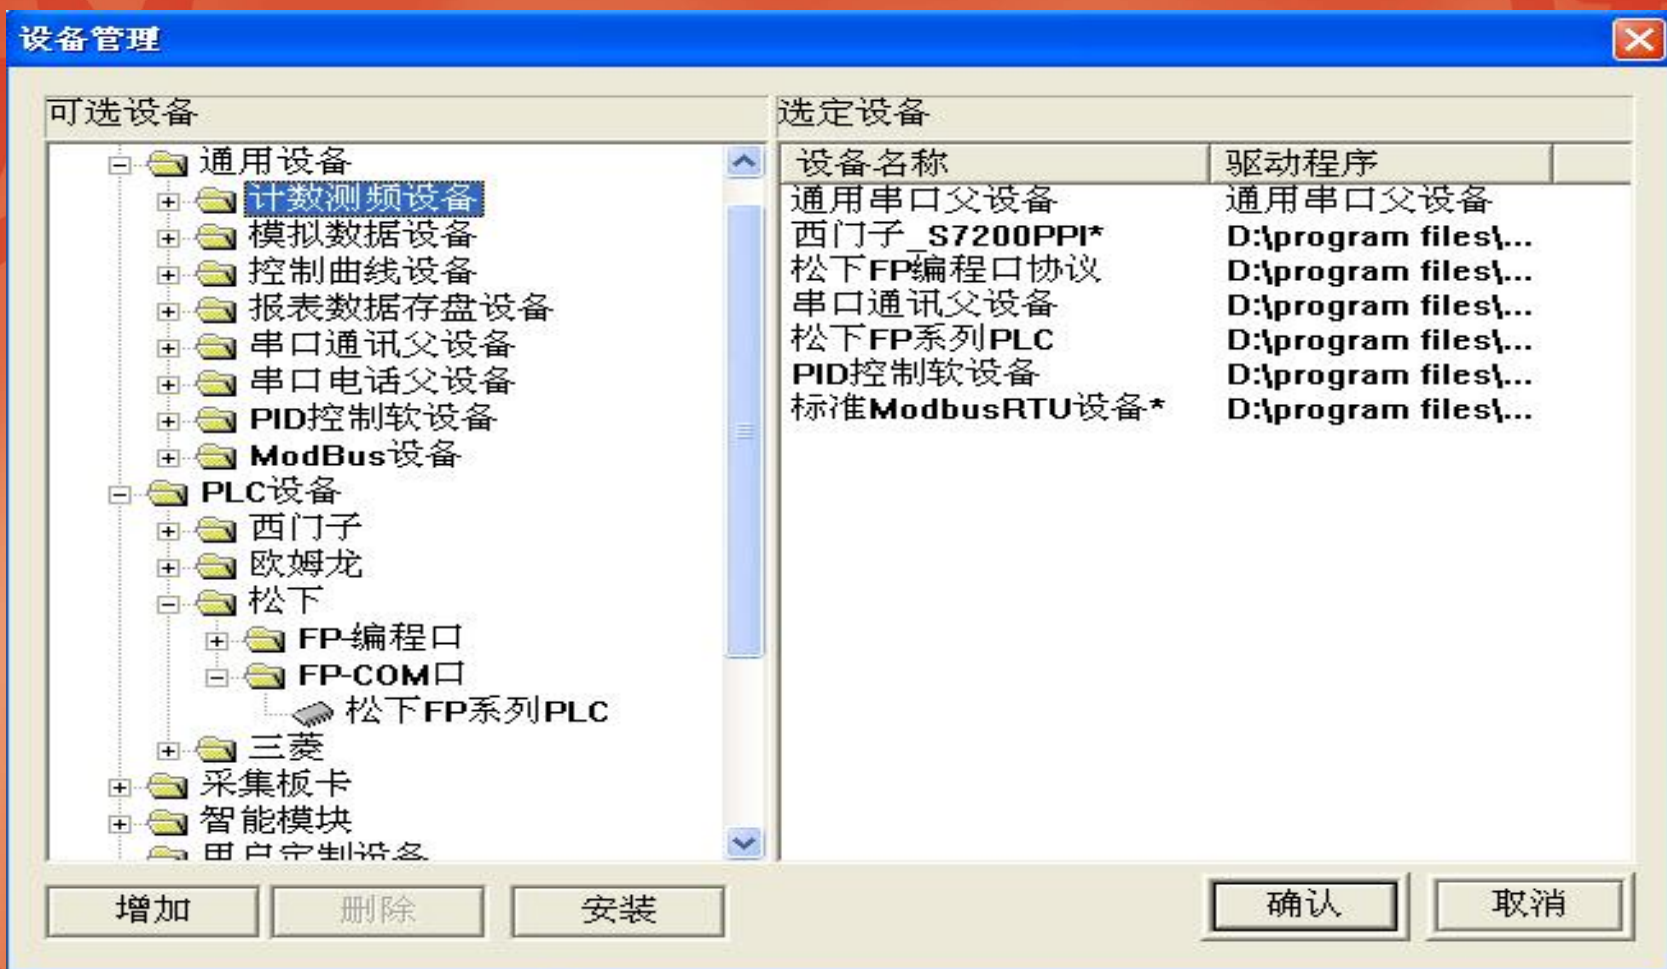 设备管理
可选设备
通用设备
计数测频设备
模拟数据设备
控制曲线设备
报表数据存盘设备
串口通讯父设备
串口电话父设备
PID控制软设备
ModBus设备
PLC设备
西门子
欧姆龙
松下
FP-编程口
FP-COM口
松下FP系列PLC
三菱
采集板卡
智能模块
用户定制设备
选定设备
设备名称 驱动程序
通用串口父设备 通用串口父设备
西门子_S7200PPI* D:\program files\...
松下FP编程口协议 D:\program files\...
串口通讯父设备 D:\program files\...
松下FP系列PLC D:\program files\...
PID控制软设备 D:\program files\...
标准ModbusRTU设备* D:\program files\...
增加 删除 安装 确认 取消